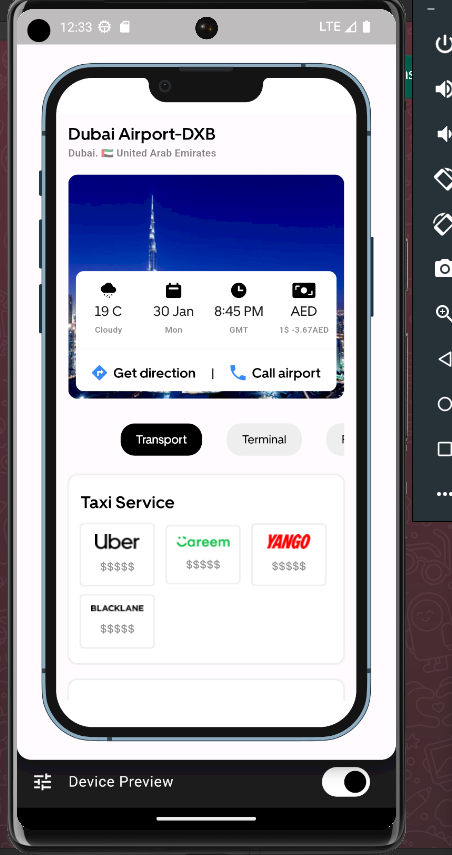 12:33
LTE
Dubai Airport-DXB
Dubai. 🇦🇪 United Arab Emirates
19 C
30 Jan
8:45 PM
AED
Cloudy
Mon
GMT
1$ -3.67AED
Get direction | Call airport
Transport
Terminal
Taxi Service
Uber
Careem
YANGO
$$$$$
$$$$$
$$$$$
BLACKLANE
$$$$$
Device Preview